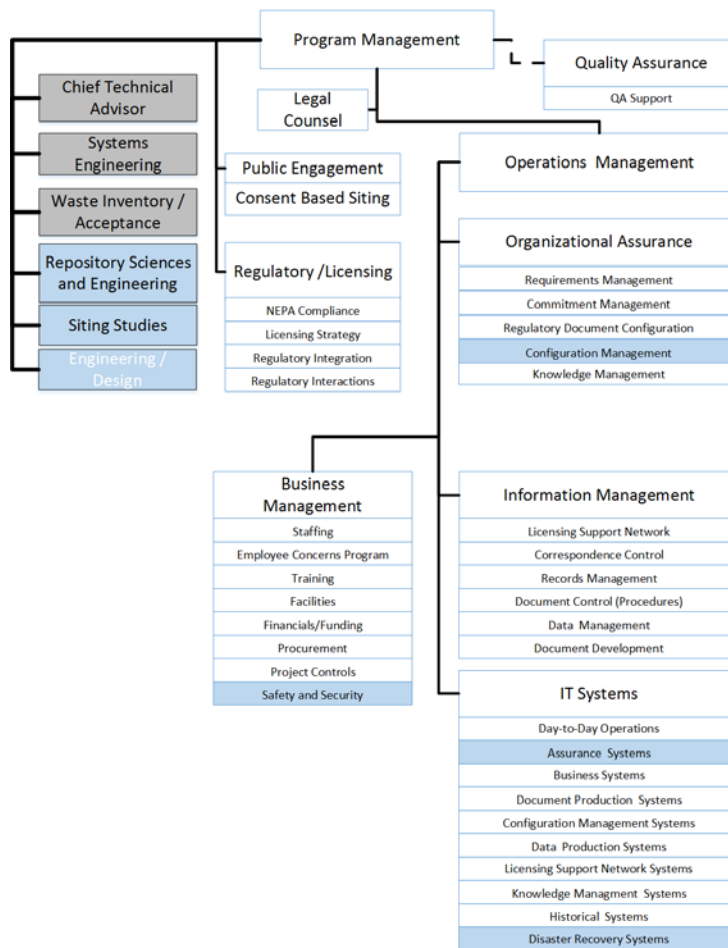 Program Management
Quality Assurance
QA Support
Chief Technical
Advisor
Legal
Counsel
Systems
Engineering
Public Engagement
Consent Based Siting
Operations Management
Waste Inventory /
Acceptance
Repository Sciences
and Engineering
Siting Studies
Engineering /
Design
Regulatory /Licensing
NEPA Compliance
Licensing Strategy
Regulatory Integration
Regulatory Interactions
Organizational Assurance
Requirements Management
Commitment Management
Regulatory Document Configuration
Configuration Management
Knowledge Management
Business
Management
Staffing
Employee Concerns Program
Training
Facilities
Financials/Funding
Procurement
Project Controls
Safety and Security
Information Management
Licensing Support Network
Correspondence Control
Records Management
Document Control (Procedures)
Data Management
Document Development
IT Systems
Day-to-Day Operations
Assurance Systems
Business Systems
Document Production Systems
Configuration Management Systems
Data Production Systems
Licensing Support Network Systems
Knowledge Managment Systems
Historical Systems
Disaster Recovery Systems